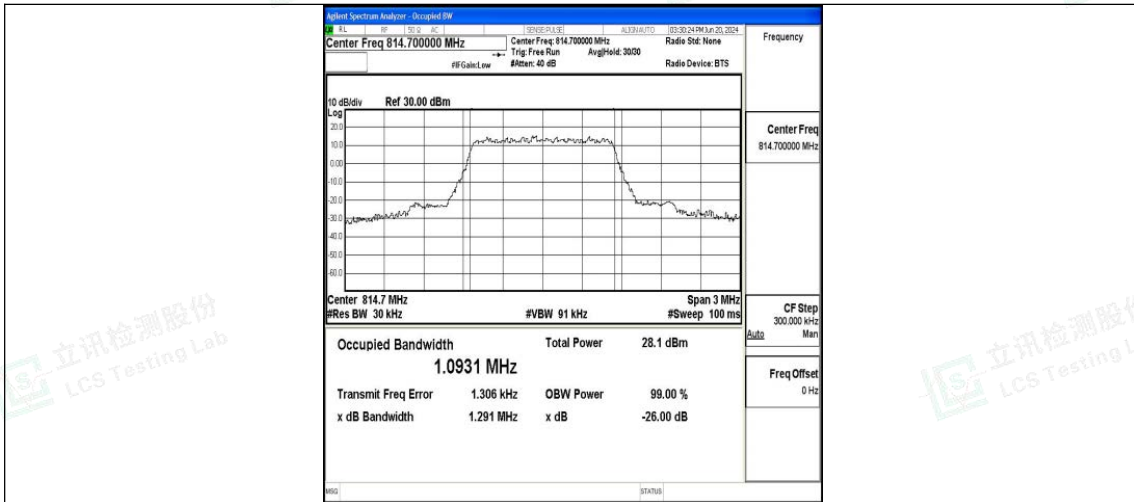 Agilent Spectrum Analyzer - Occupied BW
RL RF 50 Ω AC SENSE:PULSE ALIGN AUTO 03:30:24 PM Jun 20, 2024
Center Freq 814.700000 MHz
Center Freq: 814.700000 MHz
Radio Std: None
Trig: Free Run Avg|Hold: 30/30
#IFGain:Low #Atten: 40 dB Radio Device: BTS
Frequency
10 dB/div Ref 30.00 dBm
Log
20.0
10.0
0.00
-10.0
-20.0
-30.0
-40.0
-50.0
-60.0
Center 814.7 MHz Span 3 MHz
#Res BW 30 kHz #VBW 91 kHz #Sweep 100 ms
Occupied Bandwidth Total Power 28.1 dBm
1.0931 MHz
Transmit Freq Error 1.306 kHz OBW Power 99.00 %
x dB Bandwidth 1.291 MHz x dB -26.00 dB
Center Freq
814.700000 MHz
CF Step
300.000 kHz
Auto Man
Freq Offset
0 Hz
MSG STATUS
立讯检测股份
LCS Testing Lab
立讯检测股份
LCS Testing L